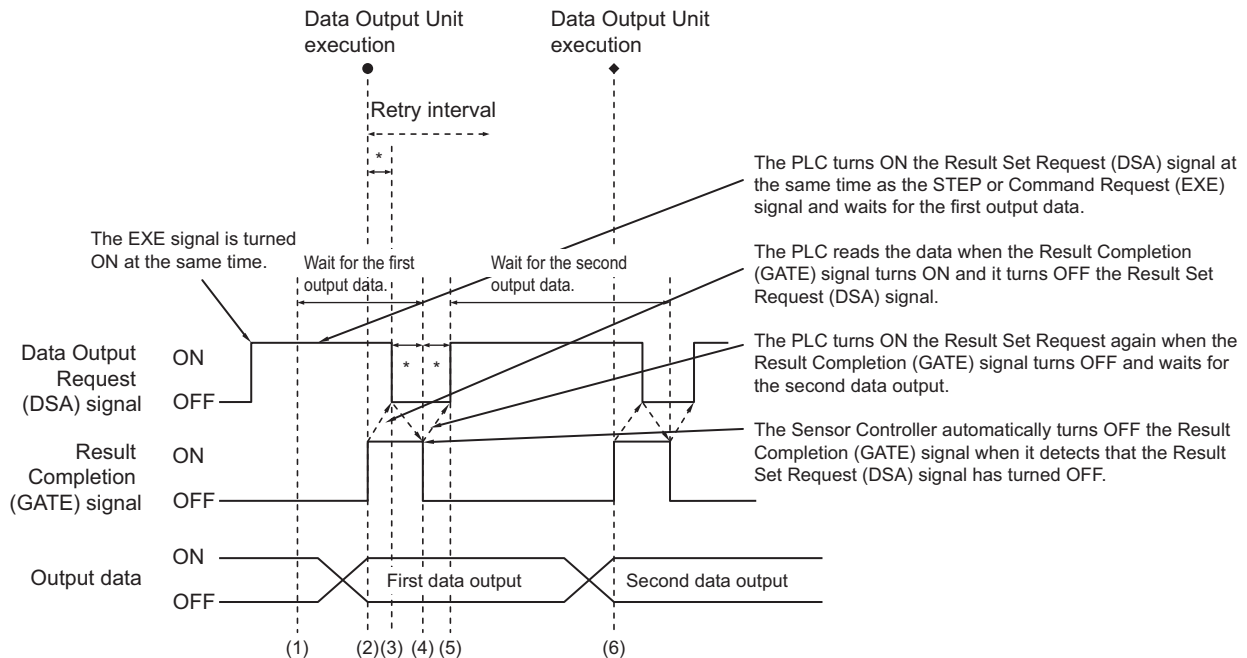 Data Output Unit
execution
Data Output Unit
execution
Retry interval
*
The PLC turns ON the Result Set Request (DSA) signal at
the same time as the STEP or Command Request (EXE)
signal and waits for the first output data.
The EXE signal is turned
ON at the same time.
Wait for the first
output data.
Wait for the second
output data.
The PLC reads the data when the Result Completion
(GATE) signal turns ON and it turns OFF the Result Set
Request (DSA) signal.
Data Output
Request
(DSA) signal
ON
OFF
*
*
The PLC turns ON the Result Set Request again when the
Result Completion (GATE) signal turns OFF and waits for
the second data output.
Result
Completion
(GATE) signal
ON
OFF
The Sensor Controller automatically turns OFF the Result
Completion (GATE) signal when it detects that the Result
Set Request (DSA) signal has turned OFF.
Output data
ON
OFF
First data output
Second data output
(1)
(2)
(3)
(4)
(5)
(6)